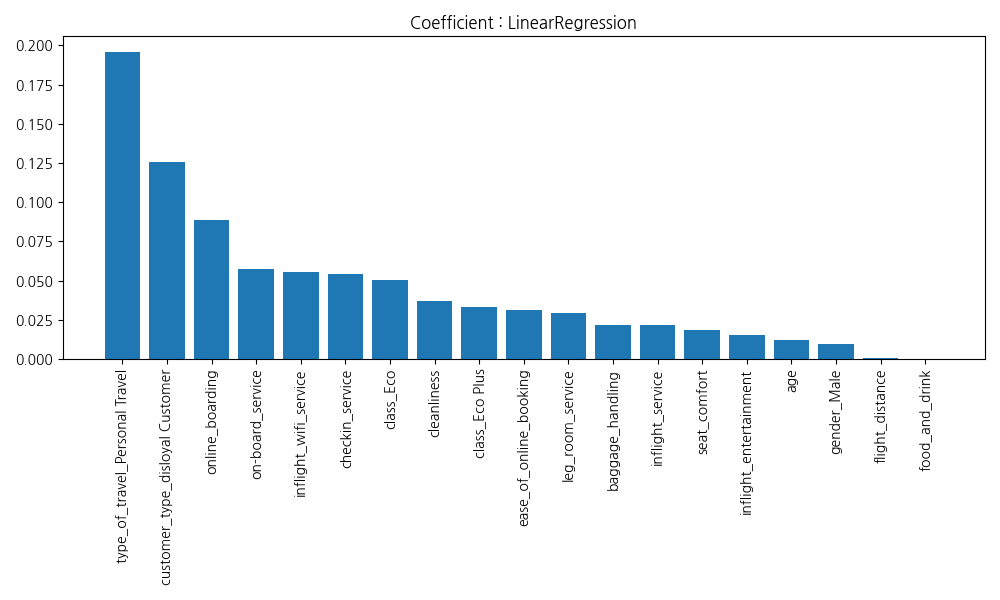 Coefficient : LinearRegression
0.200
0.175
0.150
0.125
0.100
0.075
0.050
0.025
0.000
type_of_travel_Personal Travel
customer_type_disloyal Customer
online_boarding
on-board_service
inflight_wifi_service
checkin_service
class_Eco
cleanliness
class_Eco Plus
ease_of_online_booking
leg_room_service
baggage_handling
inflight_service
seat_comfort
inflight_entertainment
age
gender_Male
flight_distance
food_and_drink